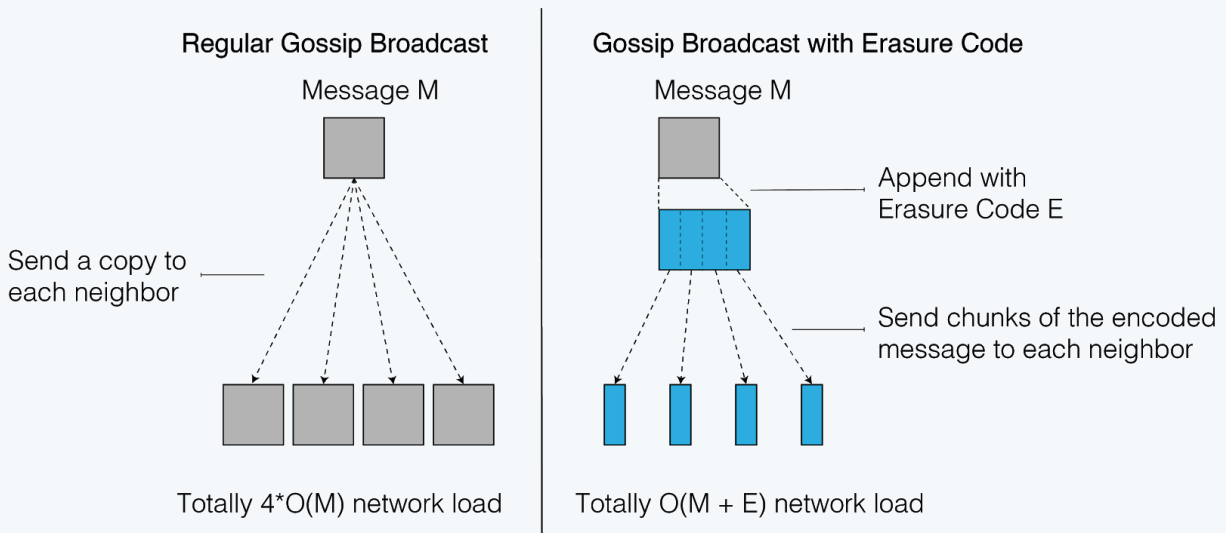 Regular Gossip Broadcast
Message M
Send a copy to
each neighbor
Totally 4*O(M) network load
Gossip Broadcast with Erasure Code
Message M
Append with
Erasure Code E
Send chunks of the encoded
message to each neighbor
Totally O(M + E) network load